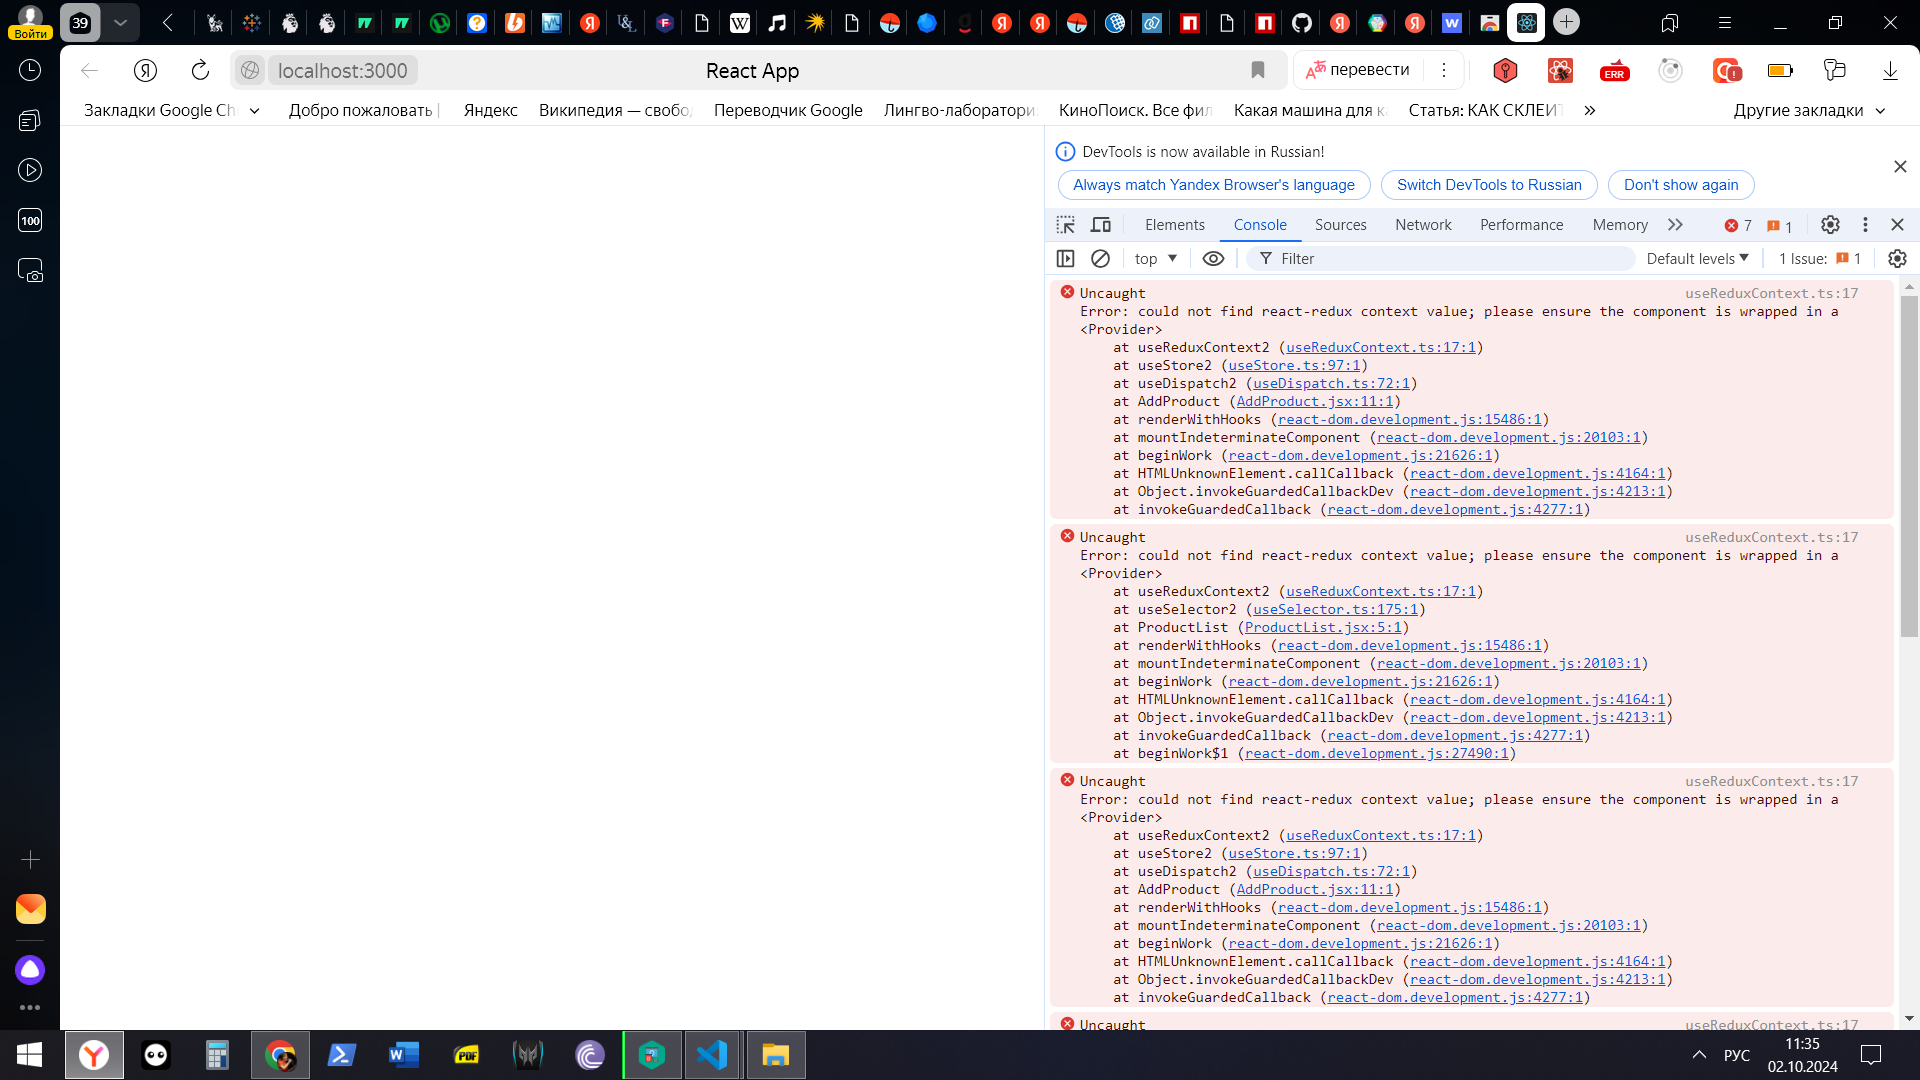 39
Войти
localhost:3000
React App
перевести
ERR
Закладки Google Ch
Добро пожаловать |
Яндекс
Википедия — свобо
Переводчик Google
Лингво-лаборатори
КиноПоиск. Все фил
Какая машина для к
Статья: КАК СКЛЕИТ
»
Другие закладки
100
DevTools is now available in Russian!
Always match Yandex Browser's language
Switch DevTools to Russian
Don't show again
Elements
Console
Sources
Network
Performance
Memory
7
1
top
Filter
Default levels
1 Issue:
1
Uncaught
useReduxContext.ts:17
Error: could not find react-redux context value; please ensure the component is wrapped in a
<Provider>
at useReduxContext2 (useReduxContext.ts:17:1)
at useStore2 (useStore.ts:97:1)
at useDispatch2 (useDispatch.ts:72:1)
at AddProduct (AddProduct.jsx:11:1)
at renderWithHooks (react-dom.development.js:15486:1)
at mountIndeterminateComponent (react-dom.development.js:20103:1)
at beginWork (react-dom.development.js:21626:1)
at HTMLUnknownElement.callCallback (react-dom.development.js:4164:1)
at Object.invokeGuardedCallbackDev (react-dom.development.js:4213:1)
at invokeGuardedCallback (react-dom.development.js:4277:1)
Uncaught
useReduxContext.ts:17
Error: could not find react-redux context value; please ensure the component is wrapped in a
<Provider>
at useReduxContext2 (useReduxContext.ts:17:1)
at useSelector2 (useSelector.ts:175:1)
at ProductList (ProductList.jsx:5:1)
at renderWithHooks (react-dom.development.js:15486:1)
at mountIndeterminateComponent (react-dom.development.js:20103:1)
at beginWork (react-dom.development.js:21626:1)
at HTMLUnknownElement.callCallback (react-dom.development.js:4164:1)
at Object.invokeGuardedCallbackDev (react-dom.development.js:4213:1)
at invokeGuardedCallback (react-dom.development.js:4277:1)
at beginWork$1 (react-dom.development.js:27490:1)
Uncaught
useReduxContext.ts:17
Error: could not find react-redux context value; please ensure the component is wrapped in a
<Provider>
at useReduxContext2 (useReduxContext.ts:17:1)
at useStore2 (useStore.ts:97:1)
at useDispatch2 (useDispatch.ts:72:1)
at AddProduct (AddProduct.jsx:11:1)
at renderWithHooks (react-dom.development.js:15486:1)
at mountIndeterminateComponent (react-dom.development.js:20103:1)
at beginWork (react-dom.development.js:21626:1)
at HTMLUnknownElement.callCallback (react-dom.development.js:4164:1)
at Object.invokeGuardedCallbackDev (react-dom.development.js:4213:1)
at invokeGuardedCallback (react-dom.development.js:4277:1)
Uncaught
useReduxContext.ts:17
РУС
11:35
02.10.2024